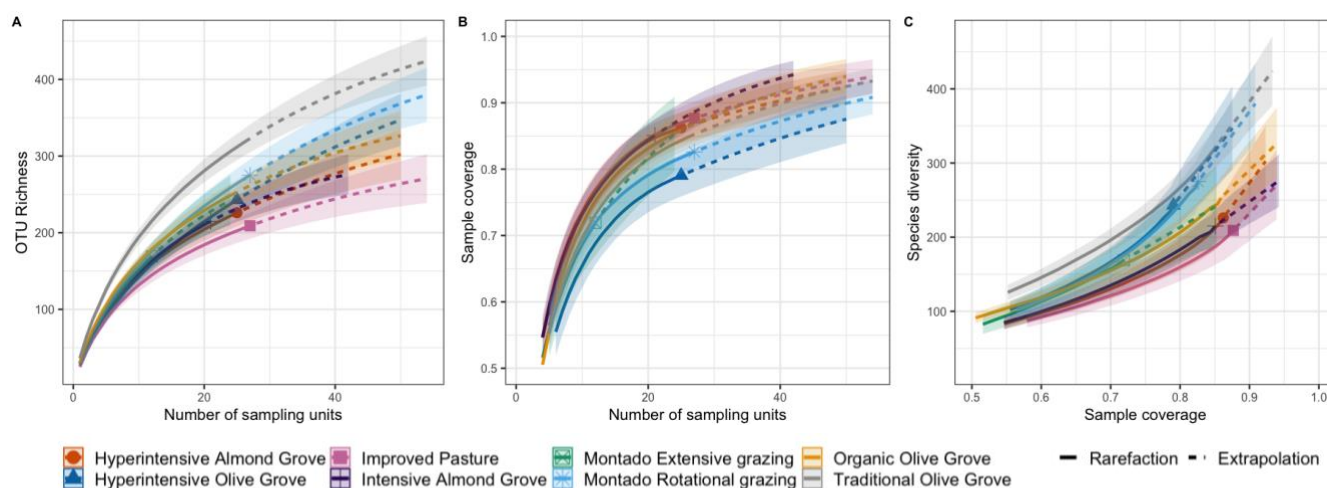 A
B
C
OTU Richness
400
300
200
100
0
20
40
Number of sampling units
Sample coverage
1.0
0.9
0.8
0.7
0.6
0.5
0
20
40
Number of sampling units
Species diversity
400
300
200
100
0.5
0.6
0.7
0.8
0.9
1.0
Sample coverage
Hyperintensive Almond Grove Improved Pasture Montado Extensive grazing Organic Olive Grove Rarefaction Extrapolation
Hyperintensive Olive Grove Intensive Almond Grove Montado Rotational grazing Traditional Olive Grove